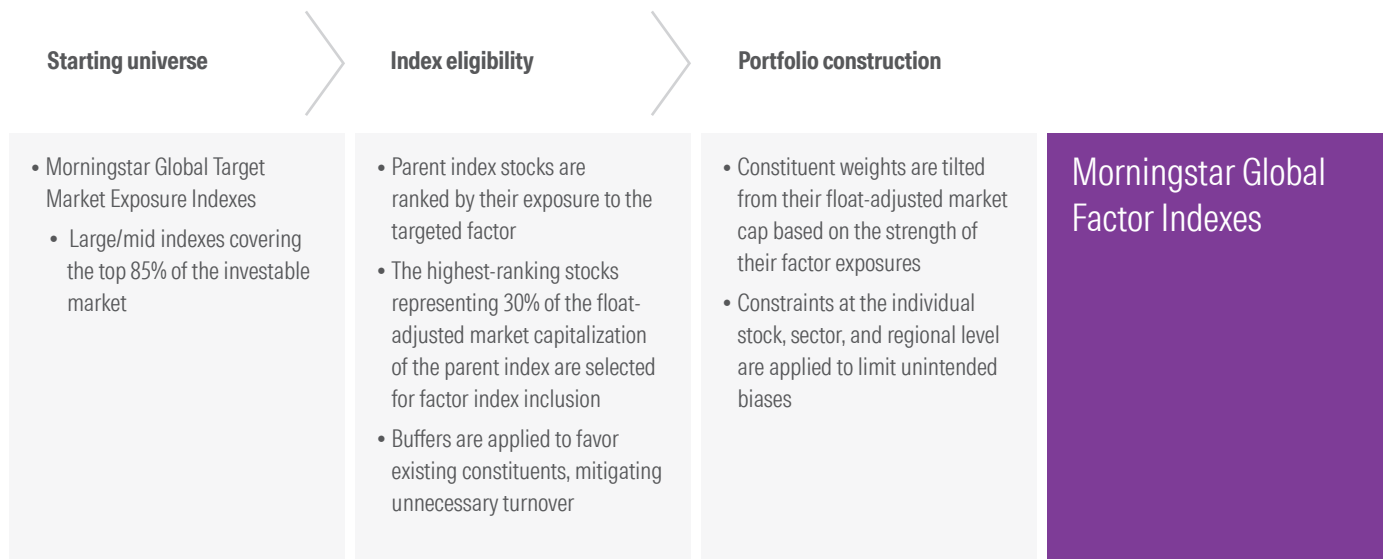 Starting universe
Index eligibility
Portfolio construction
• Morningstar Global Target
Market Exposure Indexes
• Large/mid indexes covering
the top 85% of the investable
market
• Parent index stocks are
ranked by their exposure to the
targeted factor
• The highest-ranking stocks
representing 30% of the float-
adjusted market capitalization
of the parent index are selected
for factor index inclusion
• Buffers are applied to favor
existing constituents, mitigating
unnecessary turnover
• Constituent weights are tilted
from their float-adjusted market
cap based on the strength of
their factor exposures
• Constraints at the individual
stock, sector, and regional level
are applied to limit unintended
biases
Morningstar Global
Factor Indexes